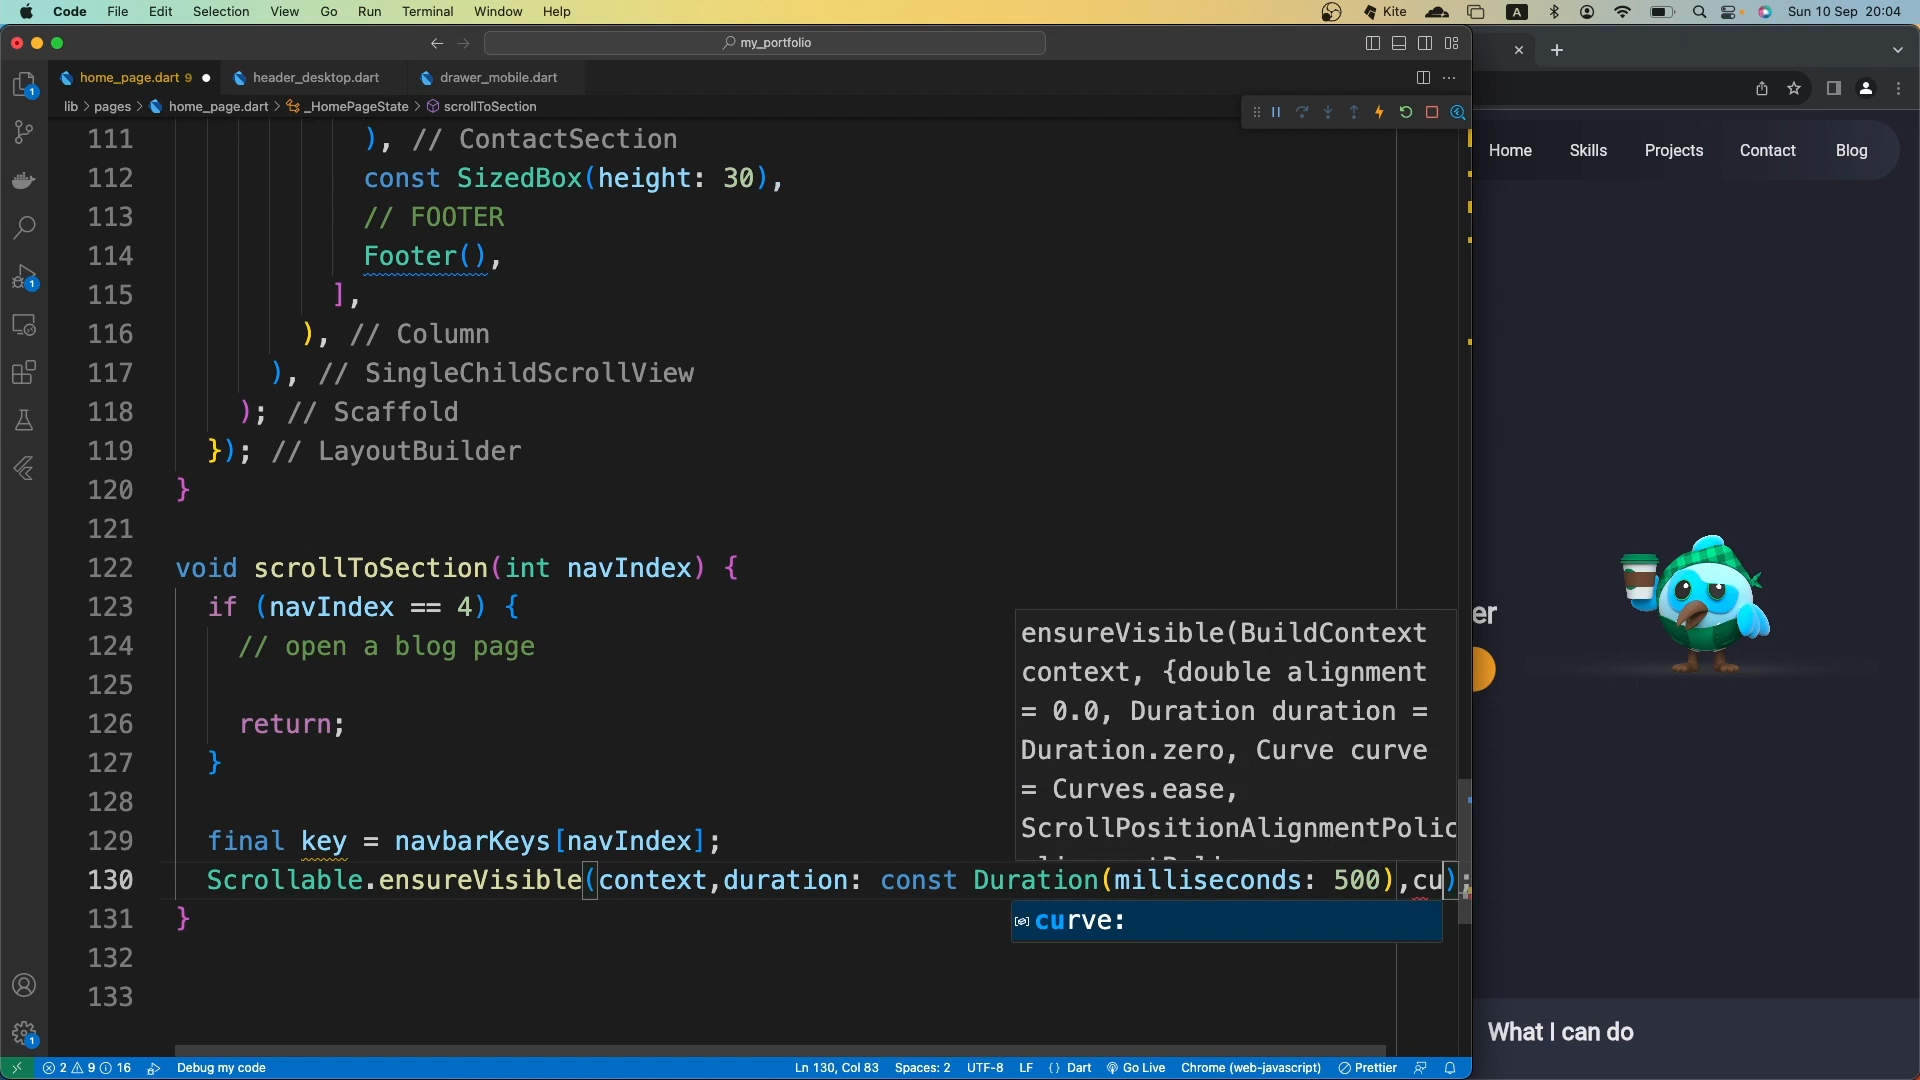 Code File Edit Selection View Go Run Terminal Window Help
Kite A Sun 10 Sep 20:04
my_portfolio
home_page.dart 9 header_desktop.dart drawer_mobile.dart
lib > pages > home_page.dart > _HomePageState > scrollToSection
111 ), // ContactSection
112 const SizedBox(height: 30),
113 // FOOTER
114 Footer(),
115 ],
116 ), // Column
117 ), // SingleChildScrollView
118 ); // Scaffold
119 }); // LayoutBuilder
120 }
121
122 void scrollToSection(int navIndex) {
123 if (navIndex == 4) {
124 // open a blog page
125
126 return;
127 }
128
129 final key = navbarKeys[navIndex];
130 Scrollable.ensureVisible(context,duration: const Duration(milliseconds: 500),cu);
131 }
132
133
ensureVisible(BuildContext
context, {double alignment
= 0.0, Duration duration =
Duration.zero, Curve curve
= Curves.ease,
ScrollPositionAlignmentPolic
curve:
1
1
1
2 9 16 Debug my code Ln 130, Col 83 Spaces: 2 UTF-8 LF {} Dart Go Live Chrome (web-javascript) Prettier
Home Skills Projects Contact Blog
er
What I can do